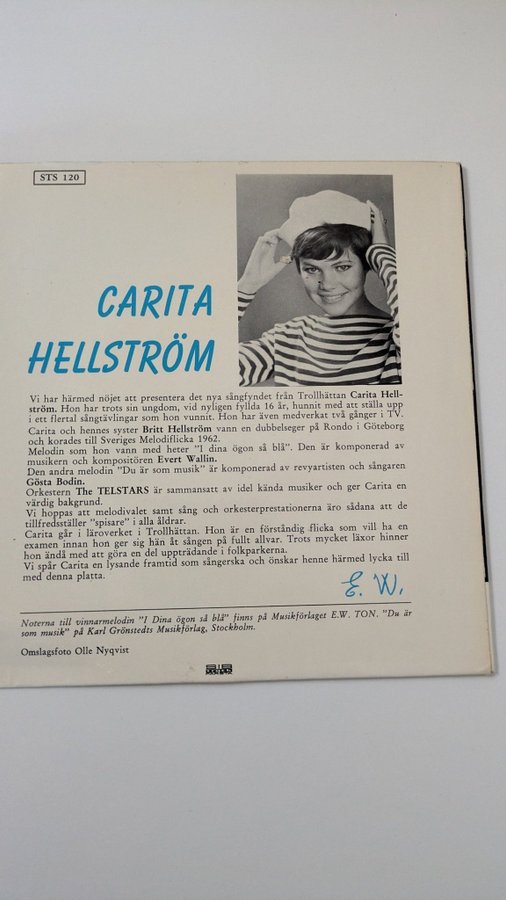 STS 120
CARITA
HELLSTRÖM
Vi har härmed nöjet att presentera det nya sångfyndet från Trollhättan Carita Hell-
ström. Hon har trots sin ungdom, vid nyligen fyllda 16 år, hunnit med att ställa upp
i ett flertal sångtävlingar som hon vunnit. Hon har även medverkat två gånger i TV.
Carita och hennes syster Britt Hellström vann en dubbelseger på Rondo i Göteborg
och korades till Sveriges Melodiflicka 1962.
Melodin som hon vann med heter "I dina ögon så blå". Den är komponerad av
musikern och kompositören Evert Wallin.
Den andra melodin "Du är som musik" är komponerad av revyartisten och sångaren
Gösta Bodin.
Orkestern The TELSTARS är sammansatt av idel kända musiker och ger Carita en
värdig bakgrund.
Vi hoppas att melodivalet samt sång och orkesterprestationerna äro sådana att de
tillfredsställer "spisare" i alla åldrar.
Carita går i läroverket i Trollhättan. Hon är en förståndig flicka som vill ha en
examen innan hon ger sig hän åt sången på fullt allvar. Trots mycket läxor hinner
hon ändå med att göra en del uppträdande i folkparkerna.
Vi spår Carita en lysande framtid som sångerska och önskar henne härmed lycka till
med denna platta.
E. W.
Noterna till vinnarmelodin "I Dina ögon så blå" finns på Musikförlaget E.W. TON. "Du är
som musik" på Karl Grönstedts Musikförlag, Stockholm.
Omslagsfoto Olle Nyqvist